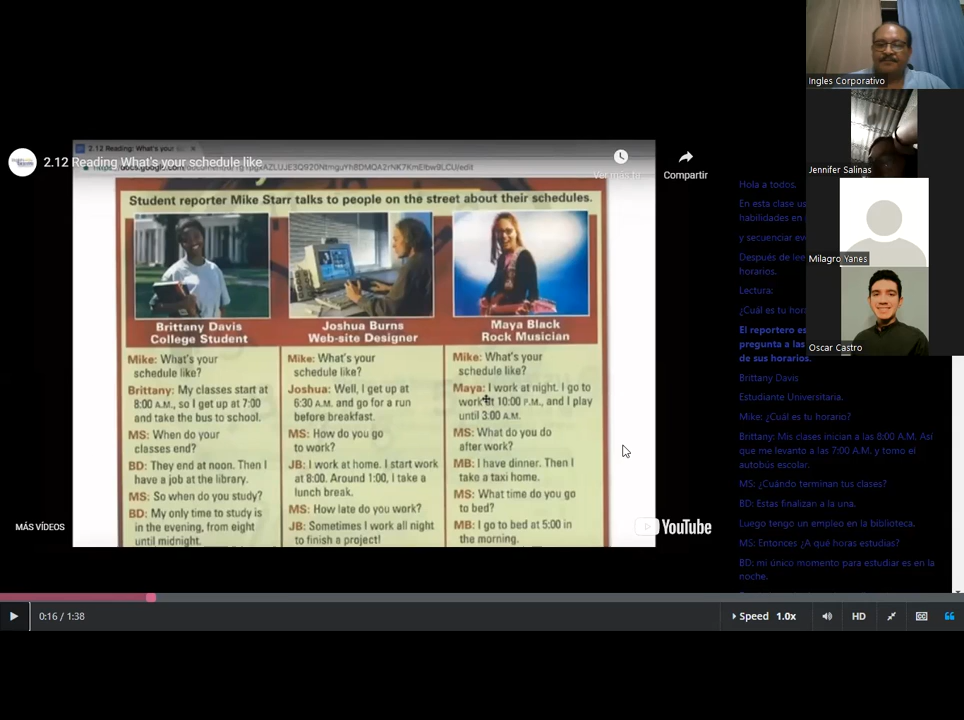 2.12 Reading: What's your
2.12 Reading What's your schedule like
Compartir
Student reporter Mike Starr talks to people on the street about their schedules.
Brittany Davis
College Student
Mike: What's your
schedule like?
Brittany: My classes start at
8:00 A.M., so I get up at 7:00
and take the bus to school.
MS: When do your
classes end?
BD: They end at noon. Then I
have a job at the library.
MS: So when do you study?
BD: My only time to study is
in the evening, from eight
until midnight.
Joshua Burns
Web-site Designer
Mike: What's your
schedule like?
Joshua: Well, I get up at
6:30 A.M. and go for a run
before breakfast.
MS: How do you go
to work?
JB: I work at home. I start work
at 8:00. Around 1:00, I take a
lunch break.
MS: How late do you work?
JB: Sometimes I work all night
to finish a project!
Maya Black
Rock Musician
Mike: What's your
schedule like?
Maya: I work at night. I go to
work at 10:00 P.M., and I play
until 3:00 A.M.
MS: What do you do
after work?
MB: I have dinner. Then I
take a taxi home.
MS: What time do you go
to bed?
MB: I go to bed at 5:00 in
the morning.
MÁS VÍDEOS
YouTube
Hola a todos.
En esta clase
habilidades en
y secuenciar
Después de
horarios.
Lectura:
¿Cuál es tu
El reportero
pregunta a las
de sus horarios.
Brittany Davis
Estudiante Universitaria.
Mike: ¿Cuál es tu horario?
Brittany: Mis clases inician a las 8:00 A.M. Así
que me levanto a las 7:00 A.M. y tomo el
autobús escolar.
MS: ¿Cuándo terminan tus clases?
BD: Estas finalizan a la una.
Luego tengo un empleo en la biblioteca.
MS: Entonces ¿A qué horas estudias?
BD: mi único momento para estudiar es en la
noche.
Ingles Corporativo
Jennifer Salinas
Milagro Yanes
Oscar Castro
0:16 / 1:38
Speed 1.0x
HD